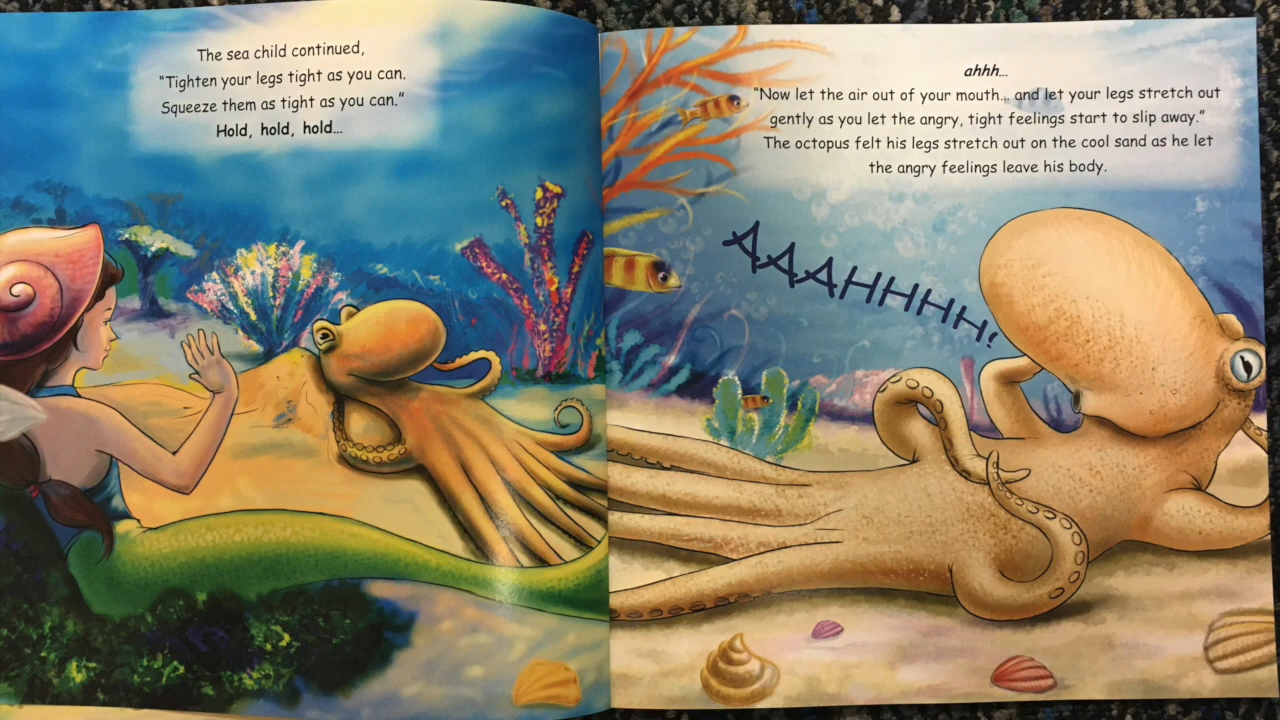 The sea child continued,
"Tighten your legs tight as you can.
Squeeze them as tight as you can."
Hold, hold, hold...
ahhh...
"Now let the air out of your mouth... and let your legs stretch out
gently as you let the angry, tight feelings start to slip away."
The octopus felt his legs stretch out on the cool sand as he let
the angry feelings leave his body.
AAAHHHH!